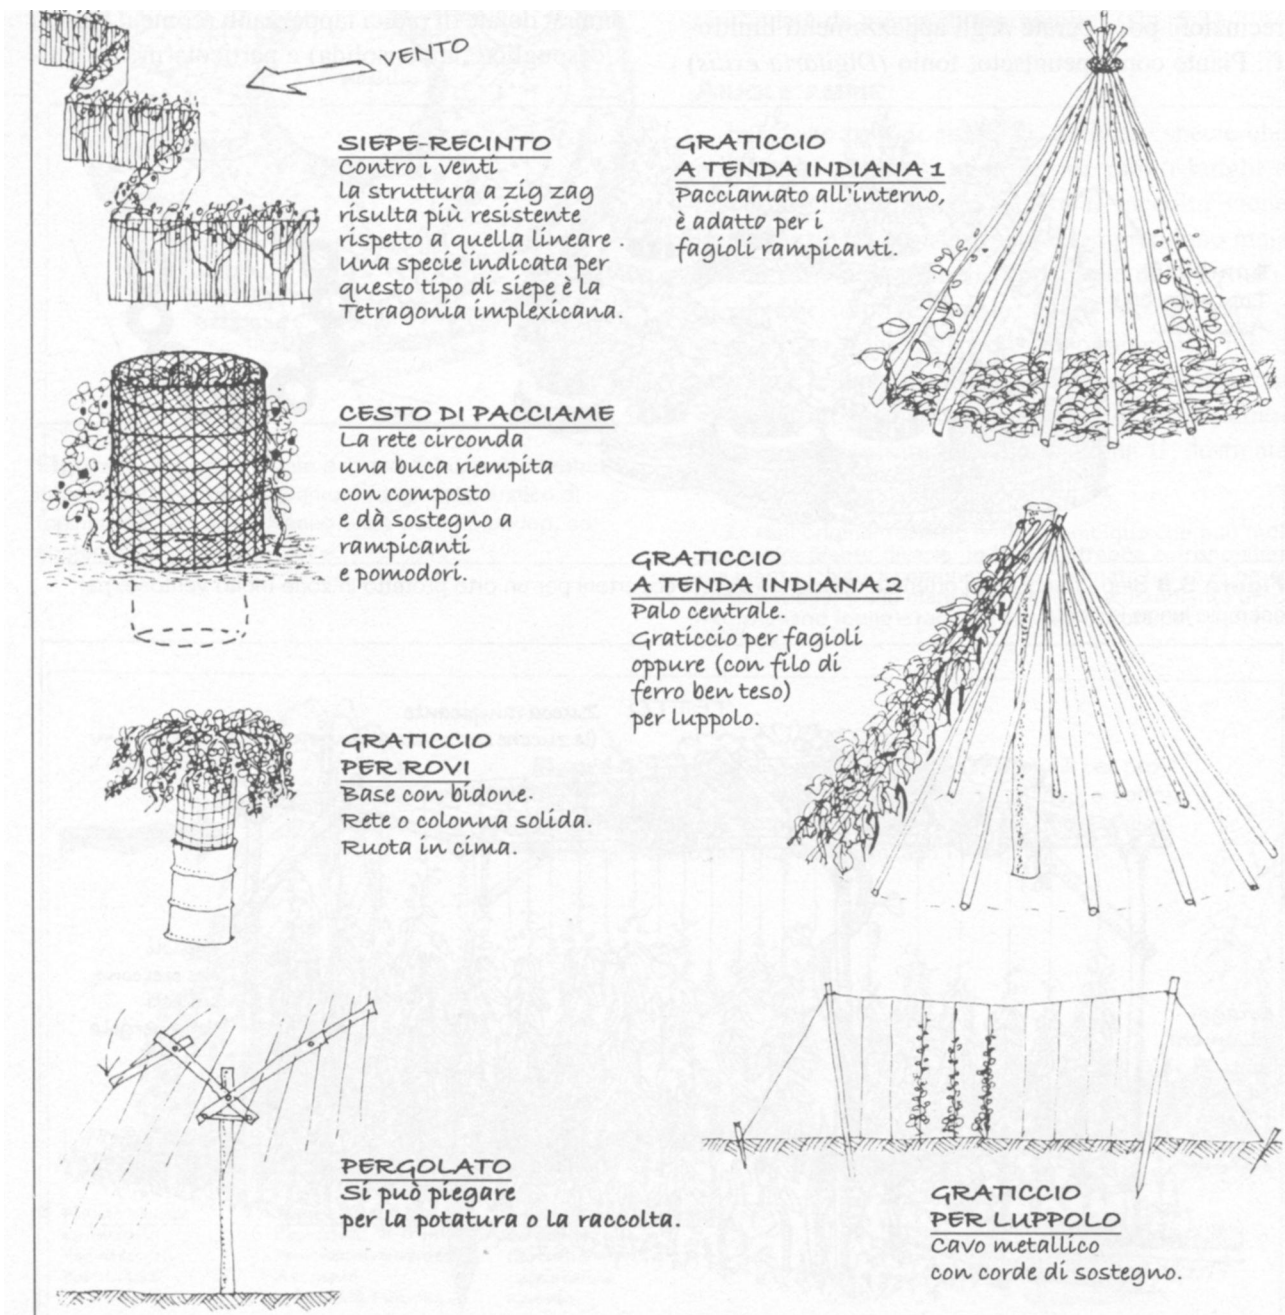 VENTO
SIEPE-RECINTO
Contro i venti
la struttura a zig zag
risulta più resistente
rispetto a quella lineare
una specie indicata per
questo tipo di siepe è la
Tetragonia implexicana.
GRATICCIO
A TENDA INDIANA 1
Pacciamato all'interno,
è adatto per i
fagioli rampicanti.
CESTO DI PACCIAME
La rete circonda
una buca riempita
con composto
e dà sostegno a
rampicanti
e pomodori.
GRATICCIO
A TENDA INDIANA 2
Palo centrale.
Graticcio per fagioli
oppure (con filo di
ferro ben teso)
per luppolo.
GRATICCIO
PER ROVI
Base con bidone.
Rete o colonna solida.
Ruota in cima.
PERGOLATO
Si può piegare
per la potatura o la raccolta.
GRATICCIO
PER LUPPOLO
Cavo metallico
con corde di sostegno.